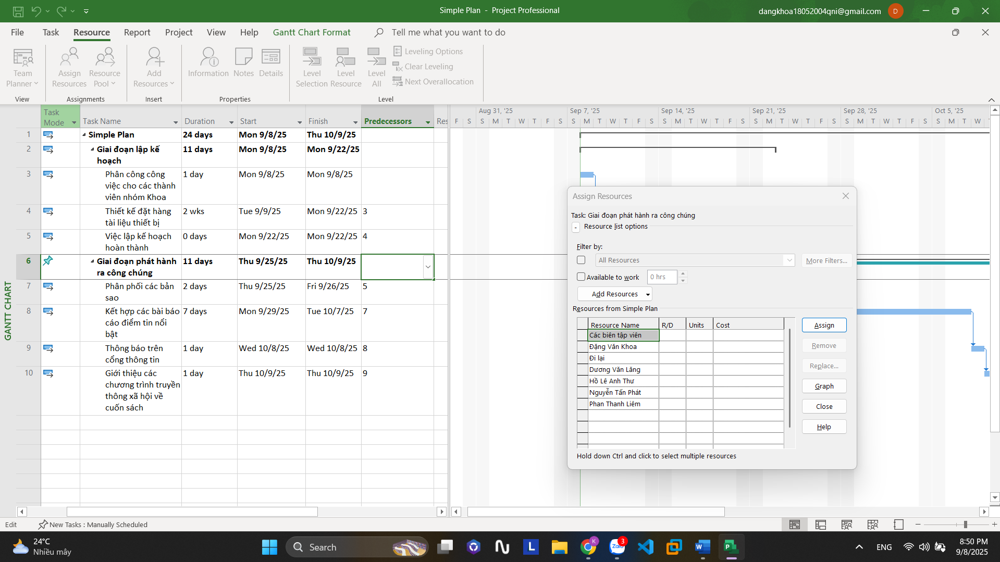 Simple Plan - Project Professional
dangkhoa18052004qni@gmail.com
D
File Task Resource Report Project View Help Gantt Chart Format Tell me what you want to do
Team Planner
Assign Resources
Resource Pool
Add Resources
Information
Notes
Details
Level Selection
Level Resource
Level All
Leveling Options
Clear Leveling
Next Overallocation
View Assignments Insert Properties Level
Task Mode Task Name Duration Start Finish Predecessors Res
Aug 31, '25 Sep 7, '25 Sep 14, '25 Sep 21, '25 Sep 28, '25 Oct 5, '25
F S S M T W T F S S M T W T F S S M T W T F S S M T W T F S S M T W T F S S M T W
1 Simple Plan 24 days Mon 9/8/25 Thu 10/9/25
2 Giai đoạn lập kế hoạch 11 days Mon 9/8/25 Mon 9/22/25
3 Phân công công việc cho các thành viên nhóm Khoa 1 day Mon 9/8/25 Mon 9/8/25
4 Thiết kế đặt hàng tài liệu thiết bị 2 wks Tue 9/9/25 Mon 9/22/25 3
5 Việc lập kế hoạch hoàn thành 0 days Mon 9/22/25 Mon 9/22/25 4
6 Giai đoạn phát hành ra công chúng 11 days Thu 9/25/25 Thu 10/9/25
7 Phân phối các bản sao 2 days Thu 9/25/25 Fri 9/26/25 5
8 Kết hợp các bài báo cáo điểm tin nổi bật 7 days Mon 9/29/25 Tue 10/7/25 7
9 Thông báo trên cổng thông tin 1 day Wed 10/8/25 Wed 10/8/25 8
10 Giới thiệu các chương trình truyền thông xã hội về cuốn sách 1 day Thu 10/9/25 Thu 10/9/25 9
GANTT CHART
Assign Resources
Task: Giai đoạn phát hành ra công chúng
- Resource list options
Filter by:
All Resources
More Filters...
Available to work 0 hrs
Add Resources
Resources from Simple Plan
Resource Name R/D Units Cost
Các biên tập viên
Đặng Văn Khoa
Đi lại
Dương Văn Lăng
Hồ Lê Anh Thư
Nguyễn Tấn Phát
Phan Thanh Liêm
Assign
Remove
Replace...
Graph
Close
Help
Hold down Ctrl and click to select multiple resources
Edit New Tasks : Manually Scheduled
24°C
Nhiều mây
Search
L
K
Zalo
3
W
P
ENG
8:50 PM
9/8/2025